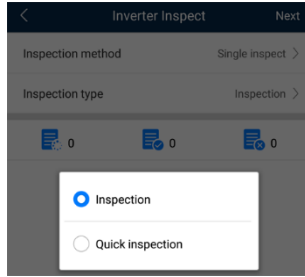 Inverter Inspect Next
Inspection method Single inspect
Inspection type Inspection
0 0 0
Inspection
Quick inspection